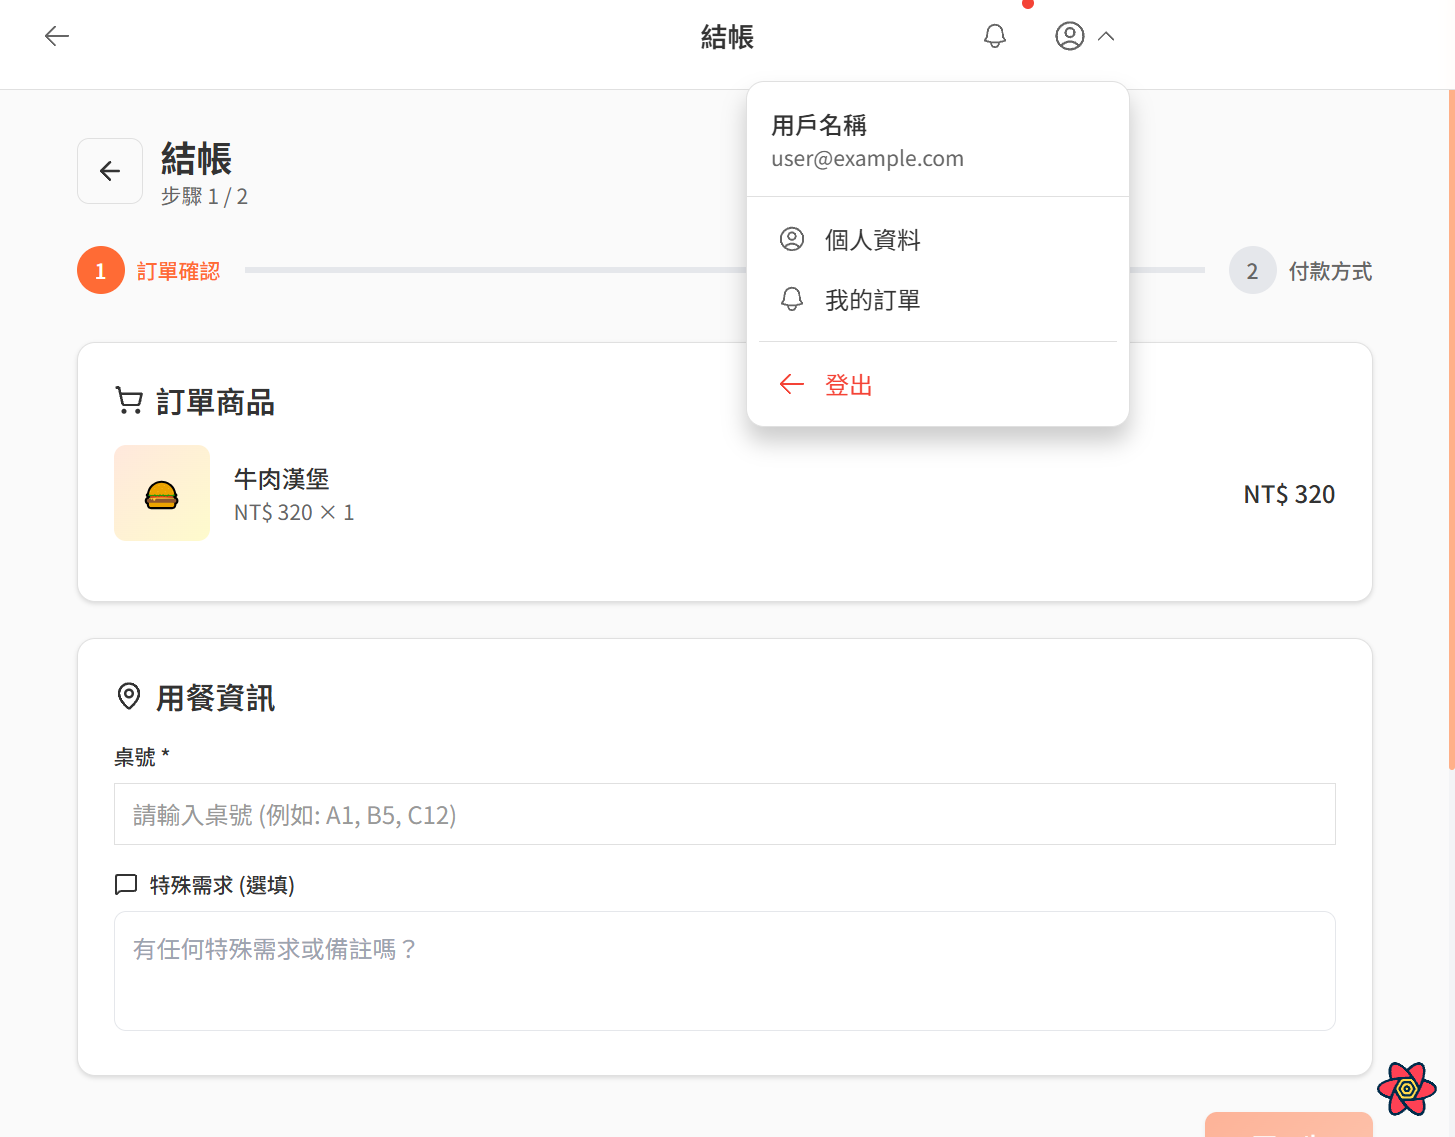 結帳
用戶名稱
user@example.com
個人資料
我的訂單
登出
結帳
步驟 1 / 2
1 訂單確認
2 付款方式
訂單商品
牛肉漢堡
NT$ 320 × 1
NT$ 320
用餐資訊
桌號 *
請輸入桌號 (例如: A1, B5, C12)
特殊需求 (選填)
有任何特殊需求或備註嗎？